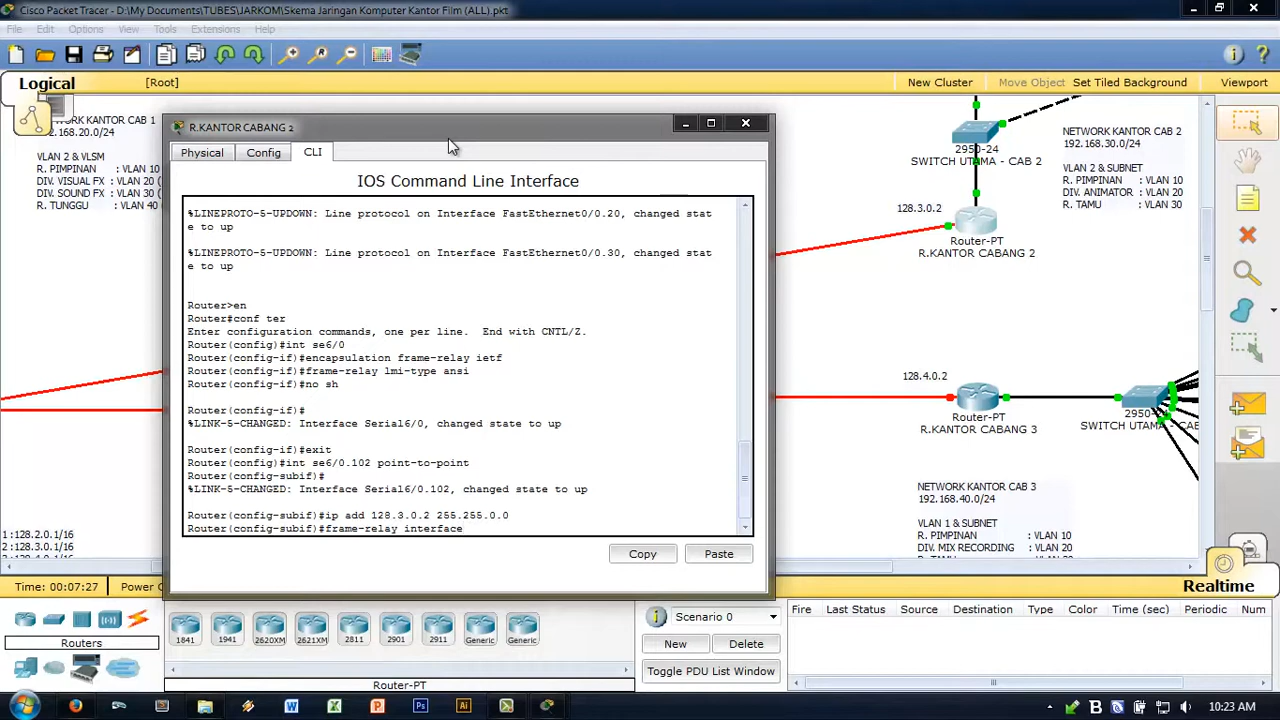 Cisco Packet Tracer - D:\My Documents\TUBES\JARKOM\Skema Jaringan Komputer Kantor Film (ALL).pkt
File Edit Options View Tools Extensions Help
Logical
[Root]
New Cluster
Move Object
Set Tiled Background
Viewport
NETWORK KANTOR CAB 1
192.168.20.0/24
VLAN 2 & VLSM
R. PIMPINAN : VLAN 10
DIV. VISUAL FX : VLAN 20
DIV. SOUND FX : VLAN 30
R. TUNGGU : VLAN 40
R.KANTOR CABANG 2
Physical Config CLI
IOS Command Line Interface
%LINEPROTO-5-UPDOWN: Line protocol on Interface FastEthernet0/0.20, changed stat
e to up
%LINEPROTO-5-UPDOWN: Line protocol on Interface FastEthernet0/0.30, changed stat
e to up
Router>en
Router#conf ter
Enter configuration commands, one per line. End with CNTL/Z.
Router(config)#int se6/0
Router(config-if)#encapsulation frame-relay ietf
Router(config-if)#frame-relay lmi-type ansi
Router(config-if)#no sh
Router(config-if)#
%LINK-5-CHANGED: Interface Serial6/0, changed state to up
Router(config-if)#exit
Router(config)#int se6/0.102 point-to-point
Router(config-subif)#
%LINK-5-CHANGED: Interface Serial6/0.102, changed state to up
Router(config-subif)#ip add 128.3.0.2 255.255.0.0
Router(config-subif)#frame-relay interface
Copy Paste
2950-24
SWITCH UTAMA - CAB 2
NETWORK KANTOR CAB 2
192.168.30.0/24
VLAN 2 & SUBNET
R. PIMPINAN : VLAN 10
DIV. ANIMATOR : VLAN 20
R. TAMU : VLAN 30
128.3.0.2
Router-PT
R.KANTOR CABANG 2
128.4.0.2
Router-PT
R.KANTOR CABANG 3
SWITCH UTAMA - CAB
NETWORK KANTOR CAB 3
192.168.40.0/24
VLAN 1 & SUBNET
R. PIMPINAN : VLAN 10
DIV. MIX RECORDING : VLAN 20
1:128.2.0.1/16
2:128.3.0.1/16
Time: 00:07:27
Power C
Realtime
Routers
1841 1941 2620XM 2621XM 2811 2901 2911 Generic Generic
Router-PT
Scenario 0
New Delete
Toggle PDU List Window
Fire Last Status Source Destination Type Color Time (sec) Periodic Num
10:23 AM